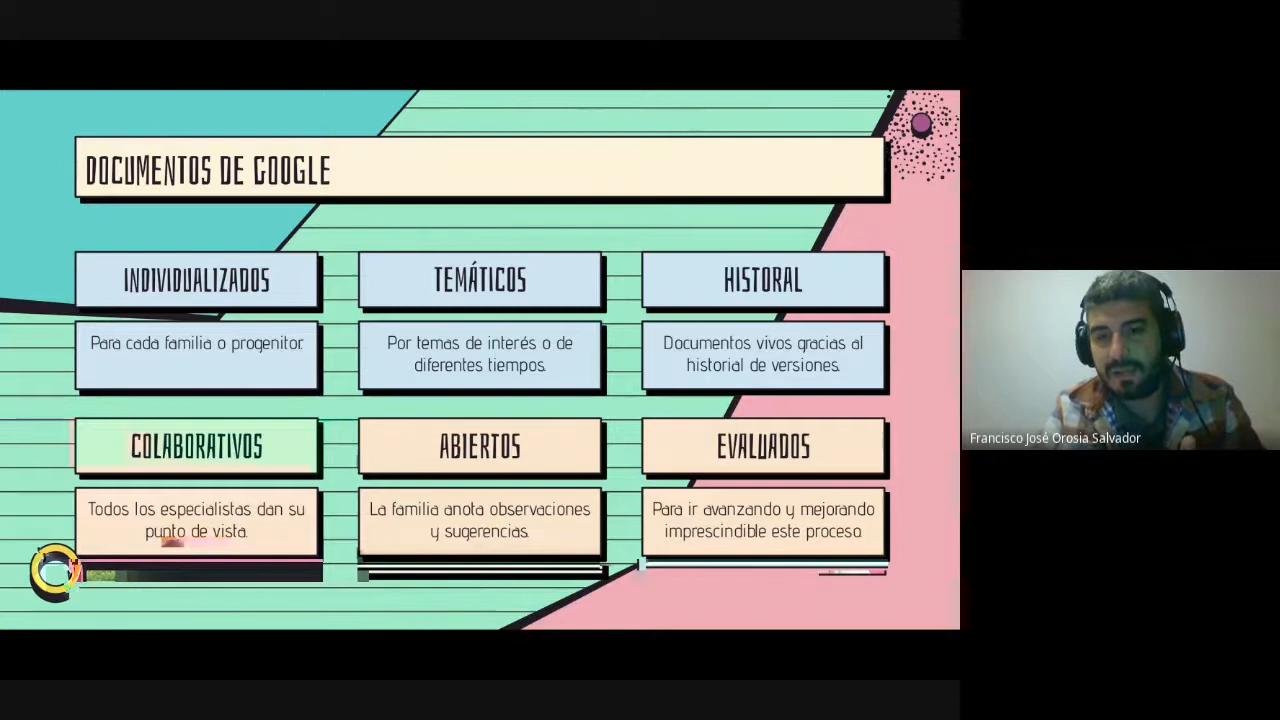 DOCUMENTOS DE GOOGLE
INDIVIDUALIZADOS
TEMÁTICOS
HISTORAL
Para cada familia o progenitor.
Por temas de interés o de
diferentes tiempos.
Documentos vivos gracias al
historial de versiones.
COLABORATIVOS
ABIERTOS
EVALUADOS
Todos los especialistas dan su
punto de vista.
La familia anota observaciones
y sugerencias.
Para ir avanzando y mejorando
imprescindible este proceso.
Francisco José Orosia Salvador